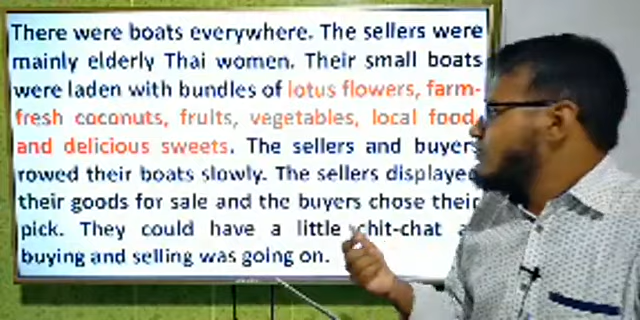 There were boats everywhere. The sellers were
mainly elderly Thai women. Their small boats
were laden with bundles of lotus flowers, farm-
fresh coconuts, fruits, vegetables, local food
and delicious sweets. The sellers and buyers
rowed their boats slowly. The sellers displayed
their goods for sale and the buyers chose their
pick. They could have a little chit-chat
buying and selling was going on.